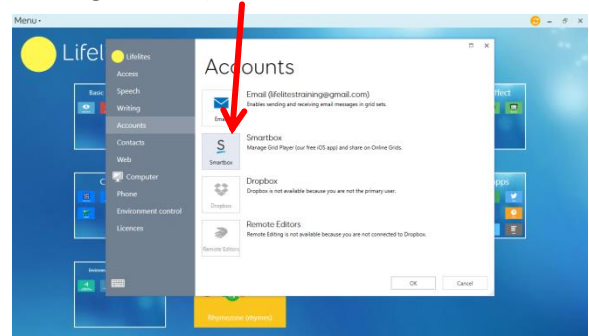 Menu
Lifel
Lifelites
Access
Speech
Writing
Accounts
Contacts
Web
Computer
Phone
Environment control
Licences
Accounts
Email (lifelitestraining@gmail.com)
Enables sending and receiving email messages in grid sets.
Email
Smartbox
Manage Grid Player (our free iOS app) and share on Online Grids.
Smartbox
Dropbox
Dropbox is not available because you are not the primary user.
Dropbox
Remote Editors
Remote Editing is not available because you are not connected to Dropbox.
Remote Editors
OK
Cancel
Basic
ffect
C
pps
Rhymozone (rhymes)